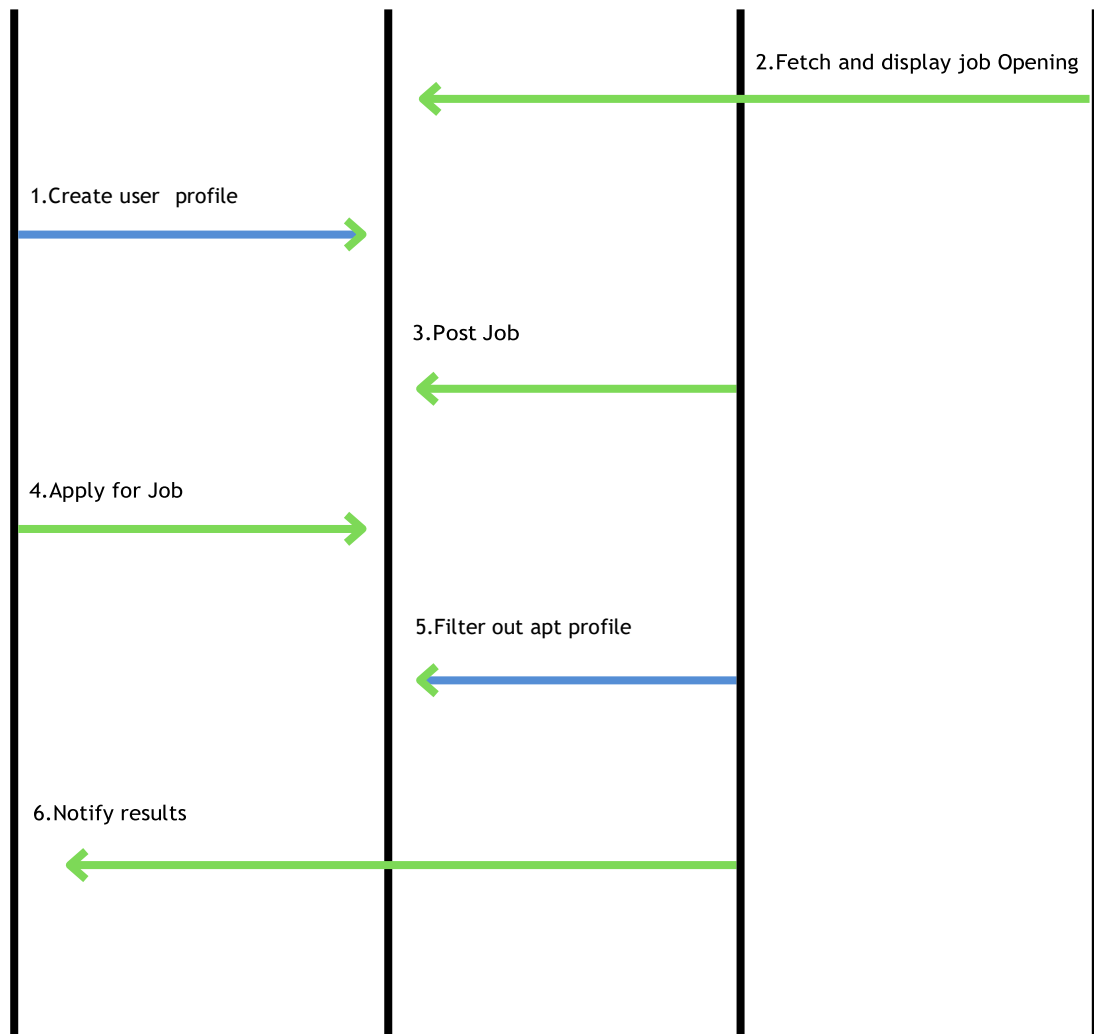 2.Fetch and display job Opening
1.Create user  profile
3.Post Job
4.Apply for Job
5.Filter out apt profile
6.Notify results